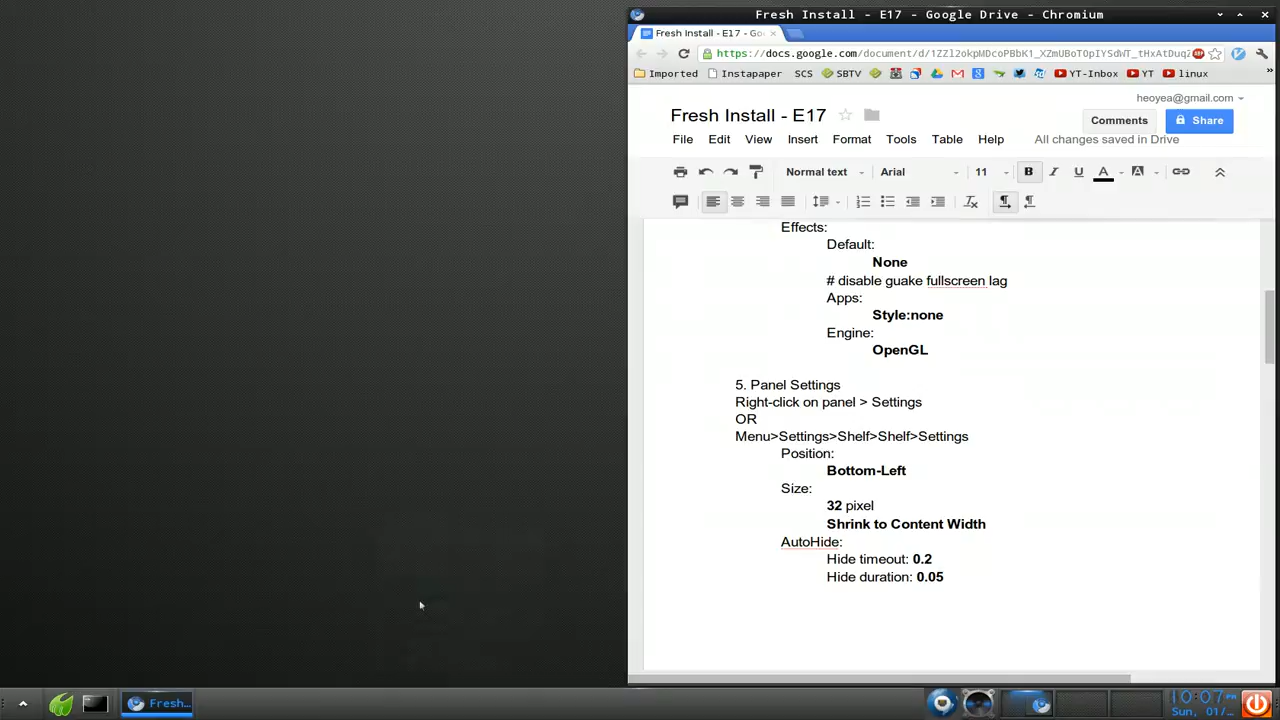 Fresh Install - E17 - Google Drive - Chromium
Fresh Install - E17 - Go
https://docs.google.com/document/d/1ZZl2okpMDcoPBbK1_XZmUBoT0pIYSdWT_tHxAtDuqZ
Imported Instapaper SCS SBTV YT-Inbox YT linux »
heoyea@gmail.com
Fresh Install - E17
Comments Share
File Edit View Insert Format Tools Table Help All changes saved in Drive
Normal text Arial 11 B I U A A
Effects:
Default:
None
# disable guake fullscreen lag
Apps:
Style:none
Engine:
OpenGL
5. Panel Settings
Right-click on panel > Settings
OR
Menu>Settings>Shelf>Shelf>Settings
Position:
Bottom-Left
Size:
32 pixel
Shrink to Content Width
AutoHide:
Hide timeout: 0.2
Hide duration: 0.05
Fresh...
10:07PM
Sun, 01/...